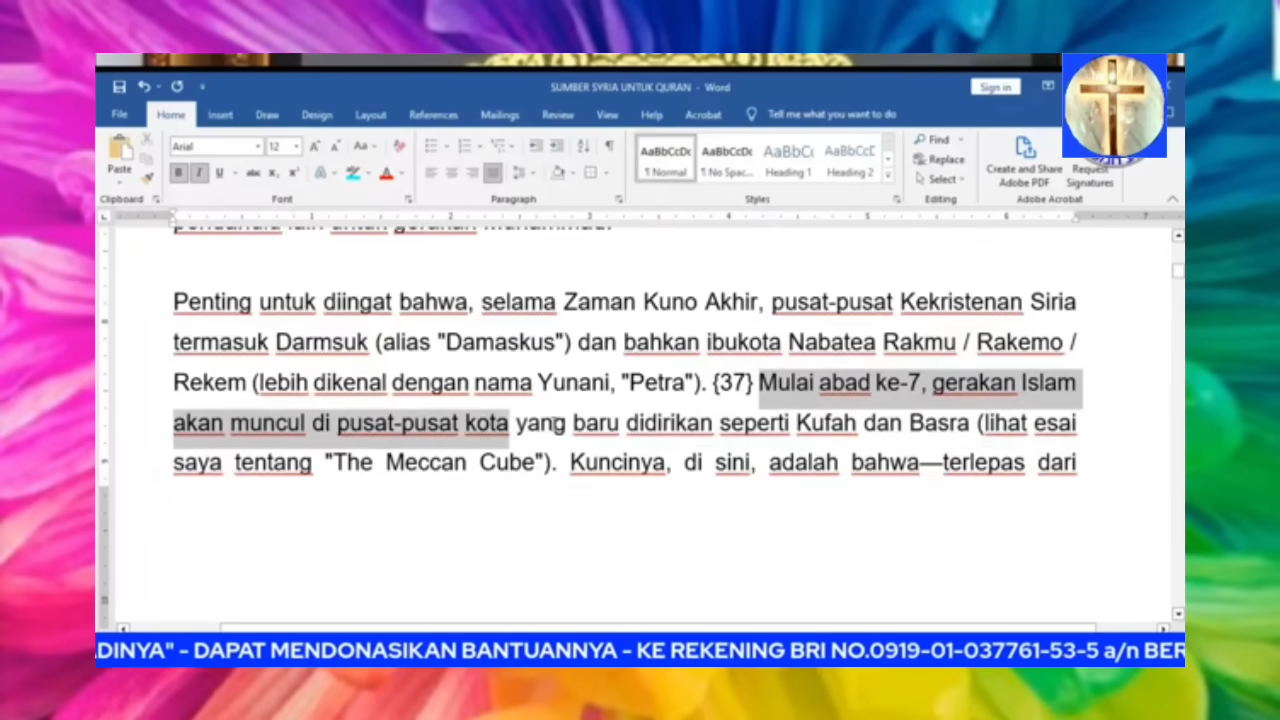 SUMBER SYRIA UNTUK QURAN - Word
Sign in
File Home Insert Draw Design Layout References Mailings Review View Help Acrobat Tell me what you want to do
Paste
Arial 12
AaBbCcDc AaBbCcDc AaBbCc AaBbCcD
¶ Normal ¶ No Spac... Heading 1 Heading 2
Find
Replace
Select
Create and Share Adobe PDF
Request Signatures
Clipboard Font Paragraph Styles Editing Adobe Acrobat
Penting untuk diingat bahwa, selama Zaman Kuno Akhir, pusat-pusat Kekristenan Siria
termasuk Darmsuk (alias "Damaskus") dan bahkan ibukota Nabatea Rakmu / Rakemo /
Rekem (lebih dikenal dengan nama Yunani, "Petra"). {37} Mulai abad ke-7, gerakan Islam
akan muncul di pusat-pusat kota yang baru didirikan seperti Kufah dan Basra (lihat esai
saya tentang "The Meccan Cube"). Kuncinya, di sini, adalah bahwa—terlepas dari
DINYA" - DAPAT MENDONASIKAN BANTUANNYA - KE REKENING BRI NO.0919-01-037761-53-5 a/n BER